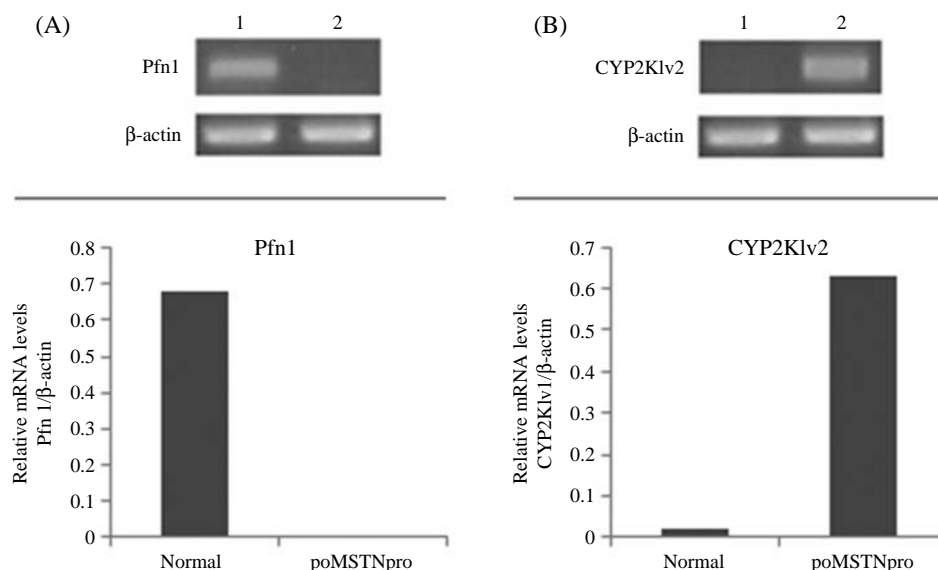 (A)
1 2
Pfn1
β-actin
Pfn1
Relative mRNA levels
Pfn 1/β-actin
0.8
0.7
0.6
0.5
0.4
0.3
0.2
0.1
0
Normal poMSTNpro
(B)
1 2
CYP2Klv2
β-actin
CYP2Klv2
Relative mRNA levels
CYP2Klv1/β-actin
0.7
0.6
0.5
0.4
0.3
0.2
0.1
0
Normal poMSTNpro